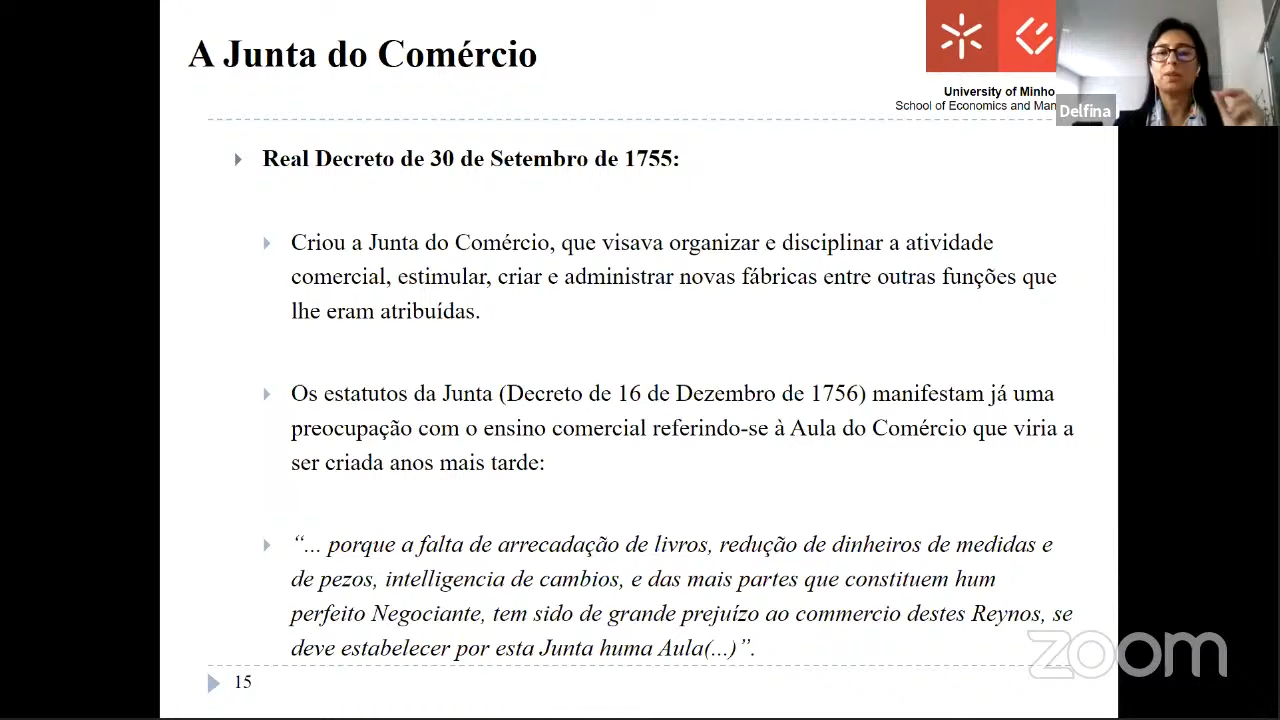 A Junta do Comércio
University of Minho
School of Economics and Man
Delfina
Real Decreto de 30 de Setembro de 1755:
Criou a Junta do Comércio, que visava organizar e disciplinar a atividade
comercial, estimular, criar e administrar novas fábricas entre outras funções que
lhe eram atribuídas.
Os estatutos da Junta (Decreto de 16 de Dezembro de 1756) manifestam já uma
preocupação com o ensino comercial referindo-se à Aula do Comércio que viria a
ser criada anos mais tarde:
“... porque a falta de arrecadação de livros, redução de dinheiros de medidas e
de pezos, intelligencia de cambios, e das mais partes que constituem hum
perfeito Negociante, tem sido de grande prejuízo ao commercio destes Reynos, se
deve estabelecer por esta Junta huma Aula(...)”.
zoom
15